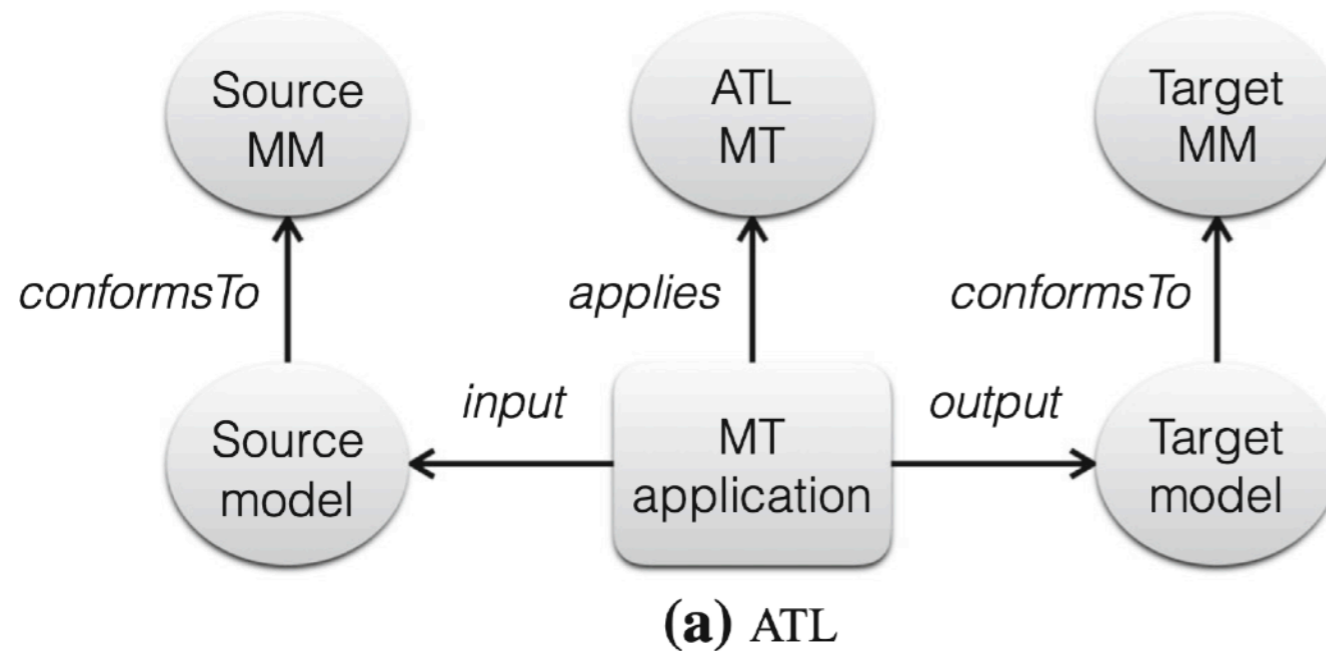 Source
MM
ATL
MT
Target
MM
conformsTo
applies
conformsTo
input
output
Source
model
MT
application
Target
model
(a) ATL